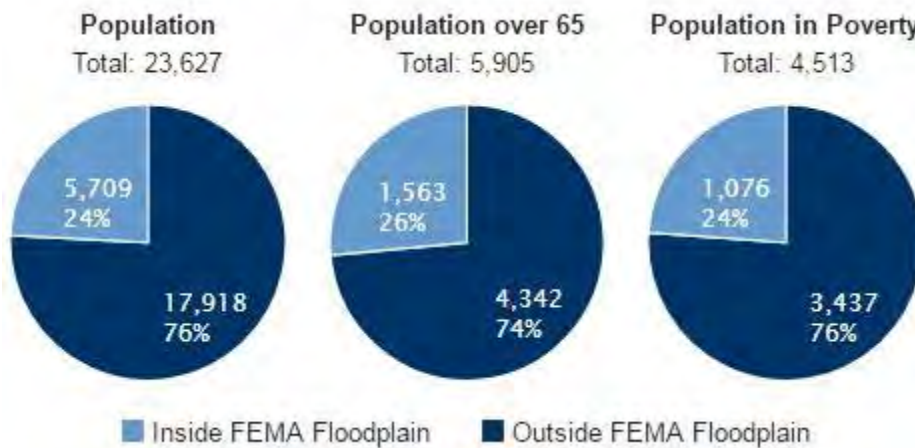 Population
Total: 23,627
5,709
24%
17,918
76%
Population over 65
Total: 5,905
1,563
26%
4,342
74%
Population in Poverty
Total: 4,513
1,076
24%
3,437
76%
Inside FEMA Floodplain
Outside FEMA Floodplain